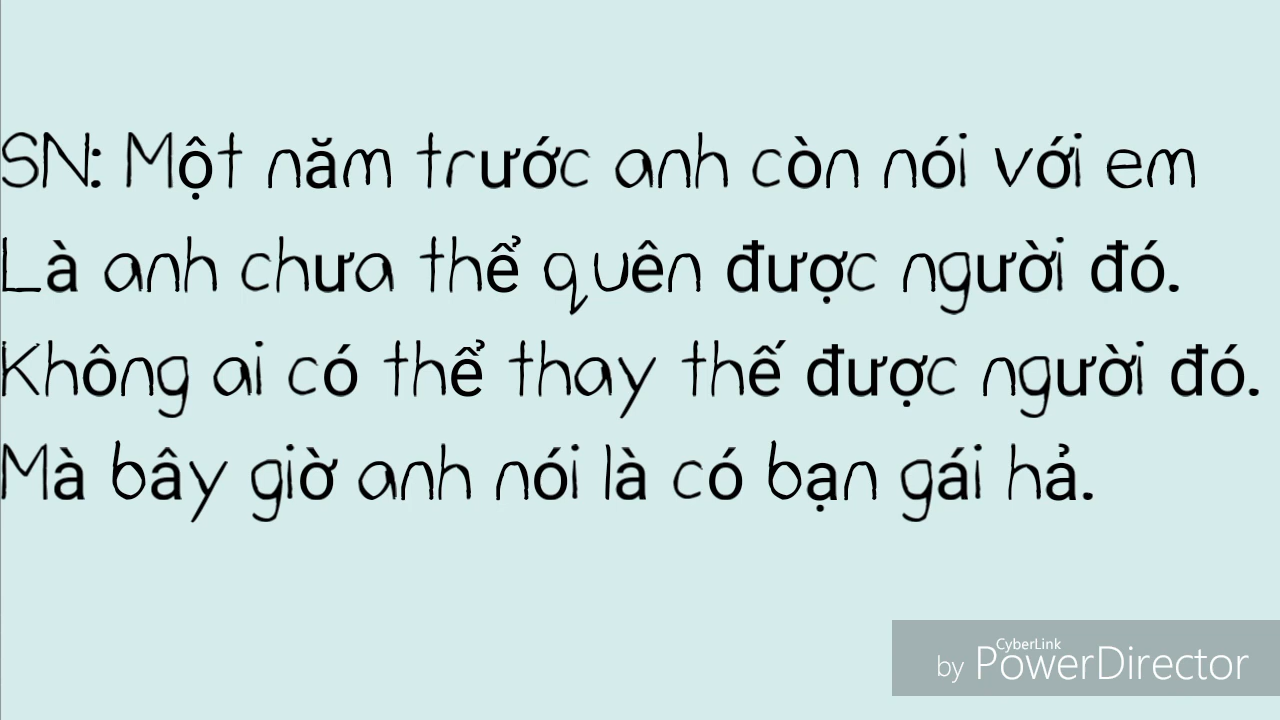 SN: Một năm trước anh còn nói với em
Là anh chưa thể quên được người đó.
Không ai có thể thay thế được người đó.
Mà bây giờ anh nói là có bạn gái hả.
CyberLink
by PowerDirector